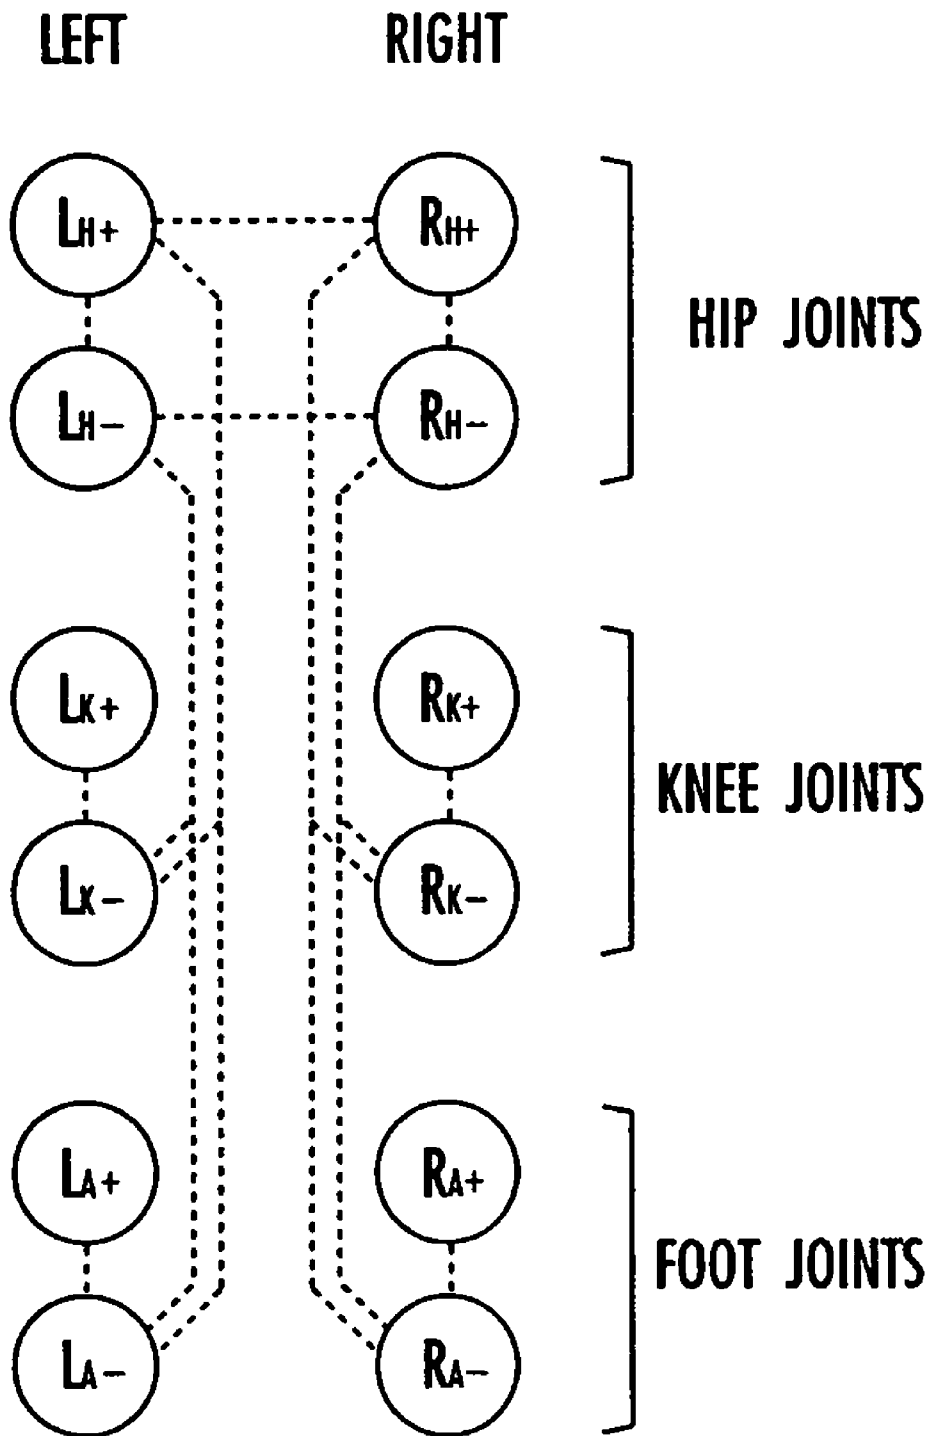 LEFT RIGHT
LH+ RH+
HIP JOINTS
LH− RH−
LK+ RK+
KNEE JOINTS
LK− RK−
LA+ RA+
FOOT JOINTS
LA− RA−